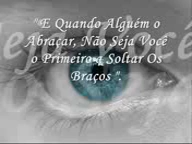 “E Quando Alguém o
Abraçar, Não Seja Você
o Primeiro a Soltar Os
Braços ”.